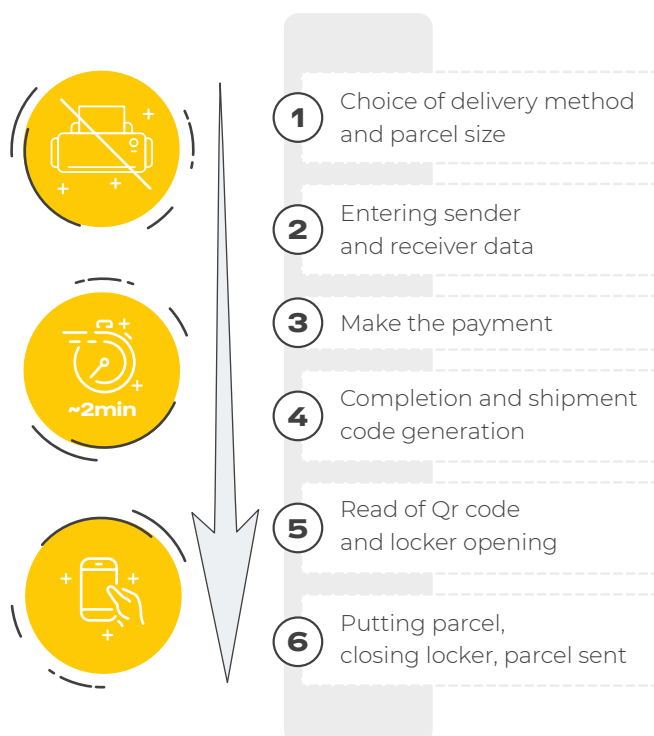 1
Choice of delivery method
and parcel size
2
Entering sender
and receiver data
3
Make the payment
~2min
4
Completion and shipment
code generation
5
Read of Qr code
and locker opening
6
Putting parcel,
closing locker, parcel sent